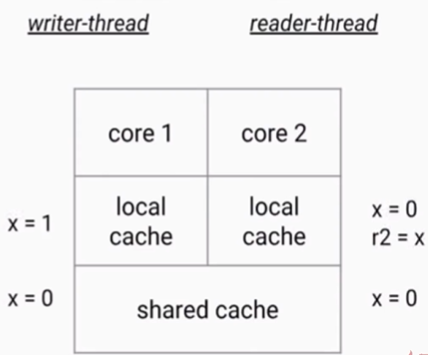 writer-thread
reader-thread
core 1
core 2
x = 1
local
cache
local
cache
x = 0
r2 = x
x = 0
shared cache
x = 0